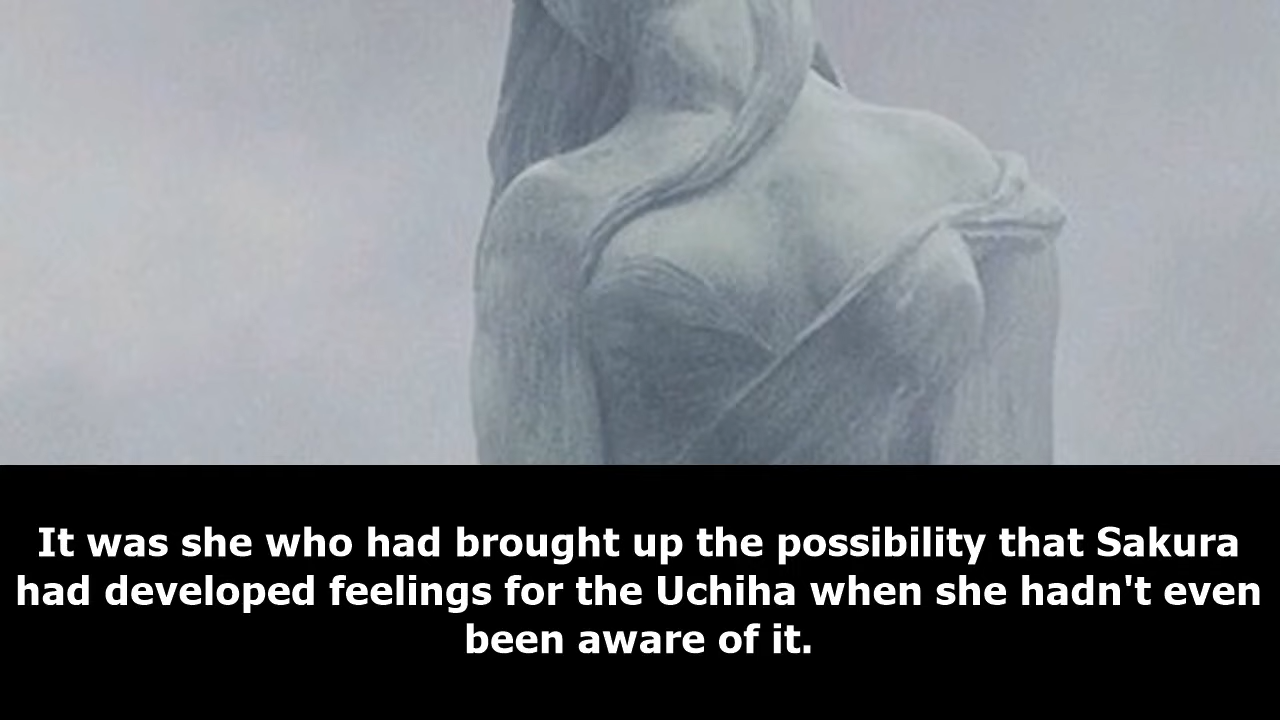 It was she who had brought up the possibility that Sakura
had developed feelings for the Uchiha when she hadn't even
been aware of it.